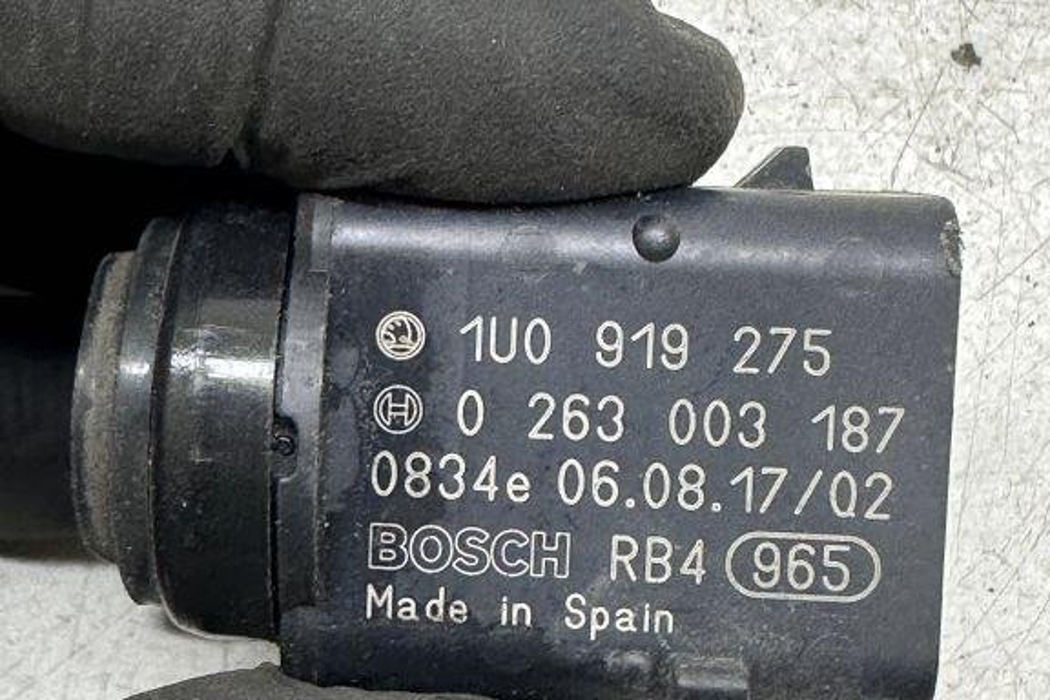 1U0 919 275
0 263 003 187
0834e 06.08.17/02
BOSCH RB4 965
Made in Spain